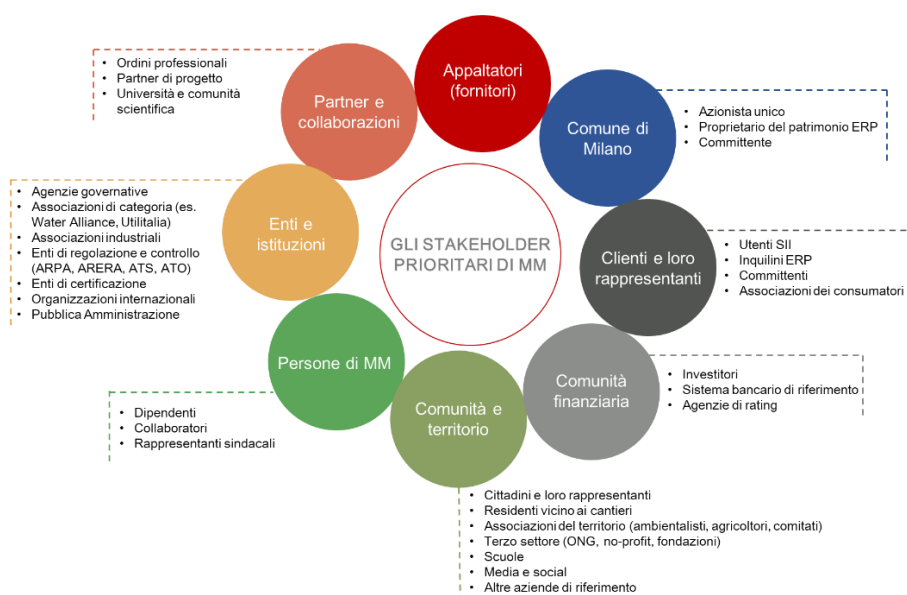 Appaltatori
(fornitori)
Comune di
Milano
• Azionista unico
• Proprietario del patrimonio ERP
• Committente
Clienti e loro
rappresentanti
• Utenti SII
• Inquilini ERP
• Committenti
• Associazioni dei consumatori
Comunità
finanziaria
• Investitori
• Sistema bancario di riferimento
• Agenzie di rating
Comunità e
territorio
• Cittadini e loro rappresentanti
• Residenti vicino ai cantieri
• Associazioni del territorio (ambientalisti, agricoltori, comitati)
• Terzo settore (ONG, no-profit, fondazioni)
• Scuole
• Media e social
• Altre aziende di riferimento
Persone di MM
• Dipendenti
• Collaboratori
• Rappresentanti sindacali
Enti e
istituzioni
• Agenzie governative
• Associazioni di categoria (es.
Water Alliance, Utilitalia)
• Associazioni industriali
• Enti di regolazione e controllo
(ARPA, ARERA, ATS, ATO)
• Enti di certificazione
• Organizzazioni internazionali
• Pubblica Amministrazione
Partner e
collaborazioni
• Ordini professionali
• Partner di progetto
• Università e comunità
scientifica
GLI STAKEHOLDER
PRIORITARI DI MM